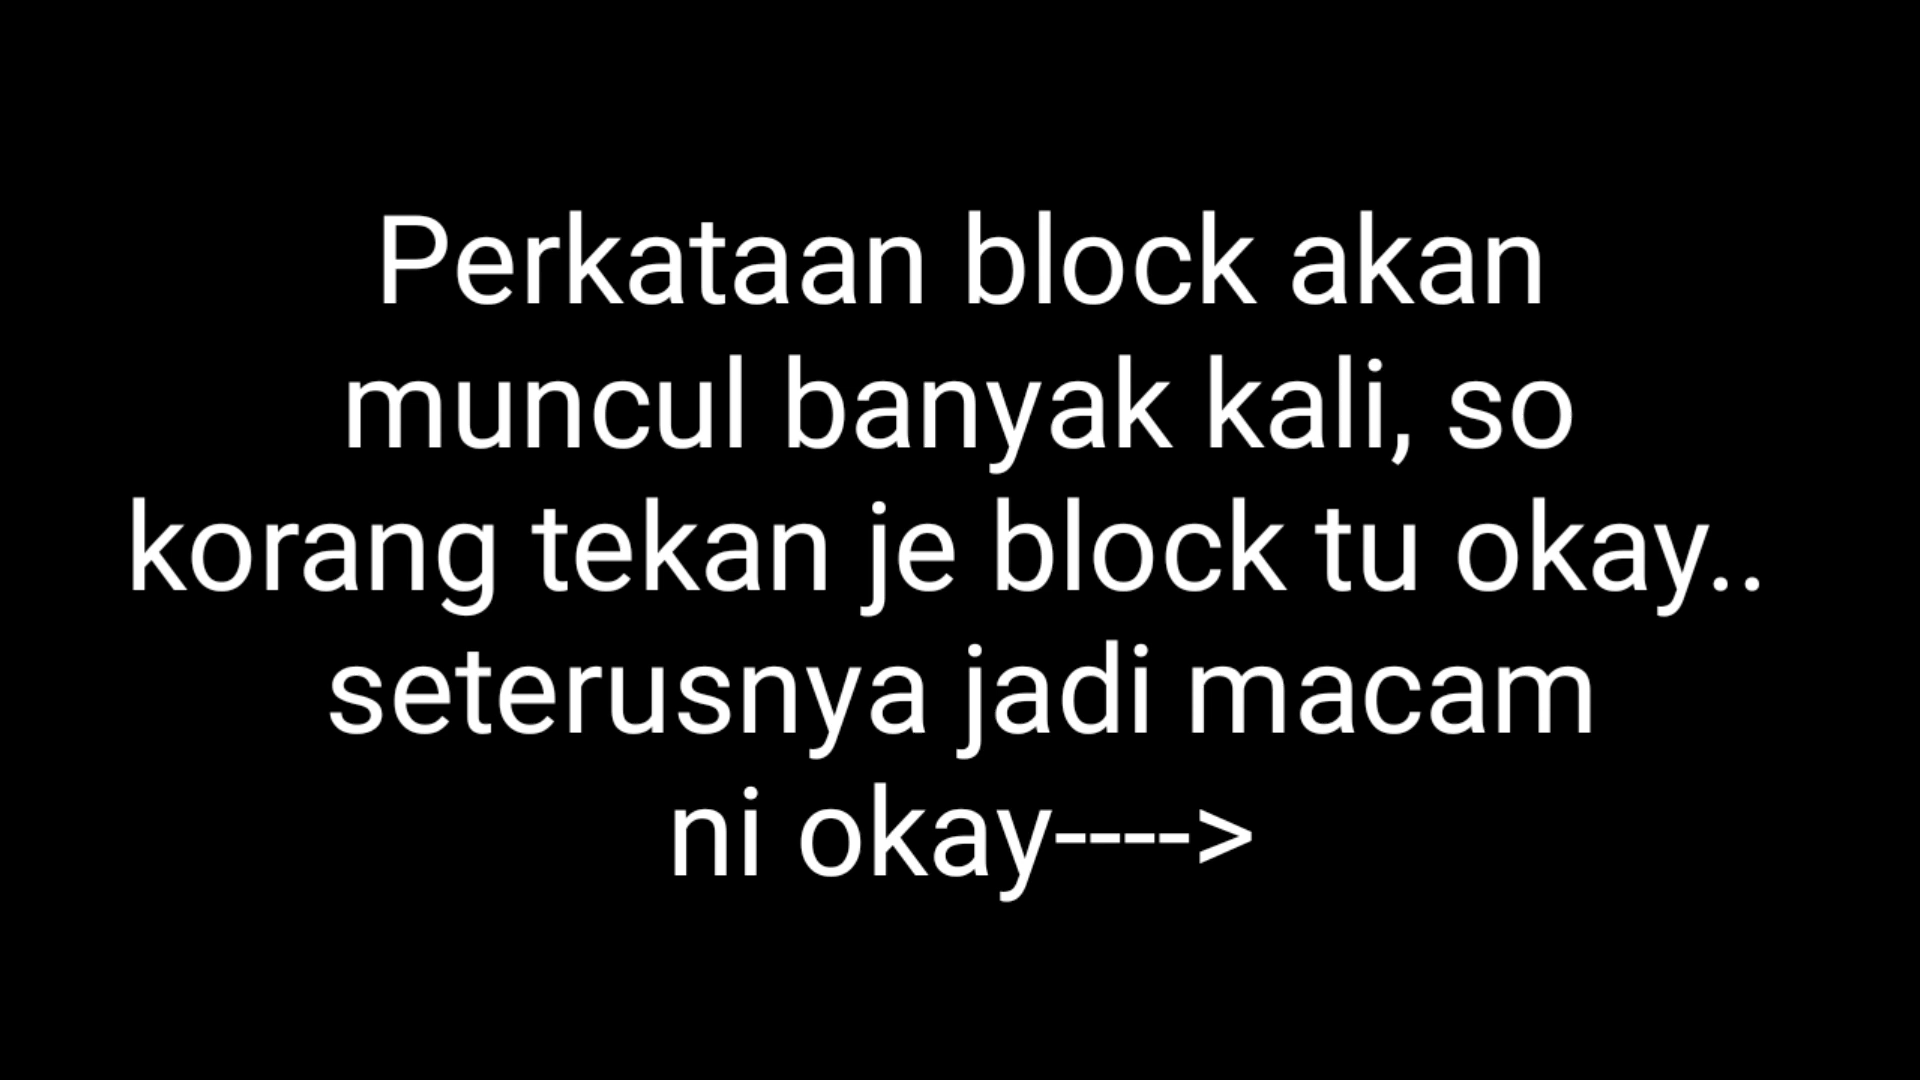 Perkataan block akan
muncul banyak kali, so
korang tekan je block tu okay..
seterusnya jadi macam
ni okay---->